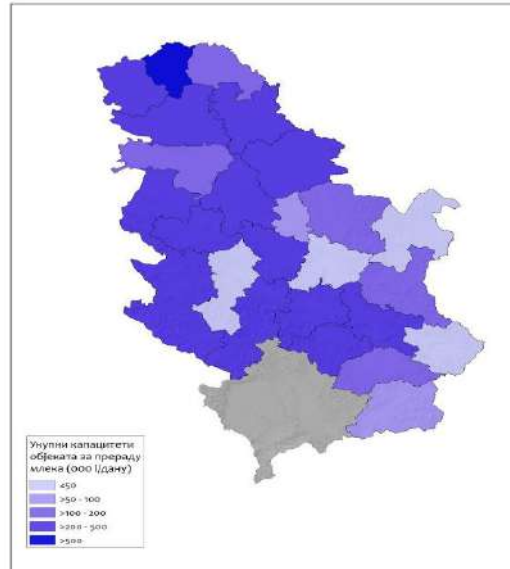 Укупни капацитети
објеката за прераду
млека (000 l/дану)
<50
>50 - 100
>100 - 200
>200 - 500
>500